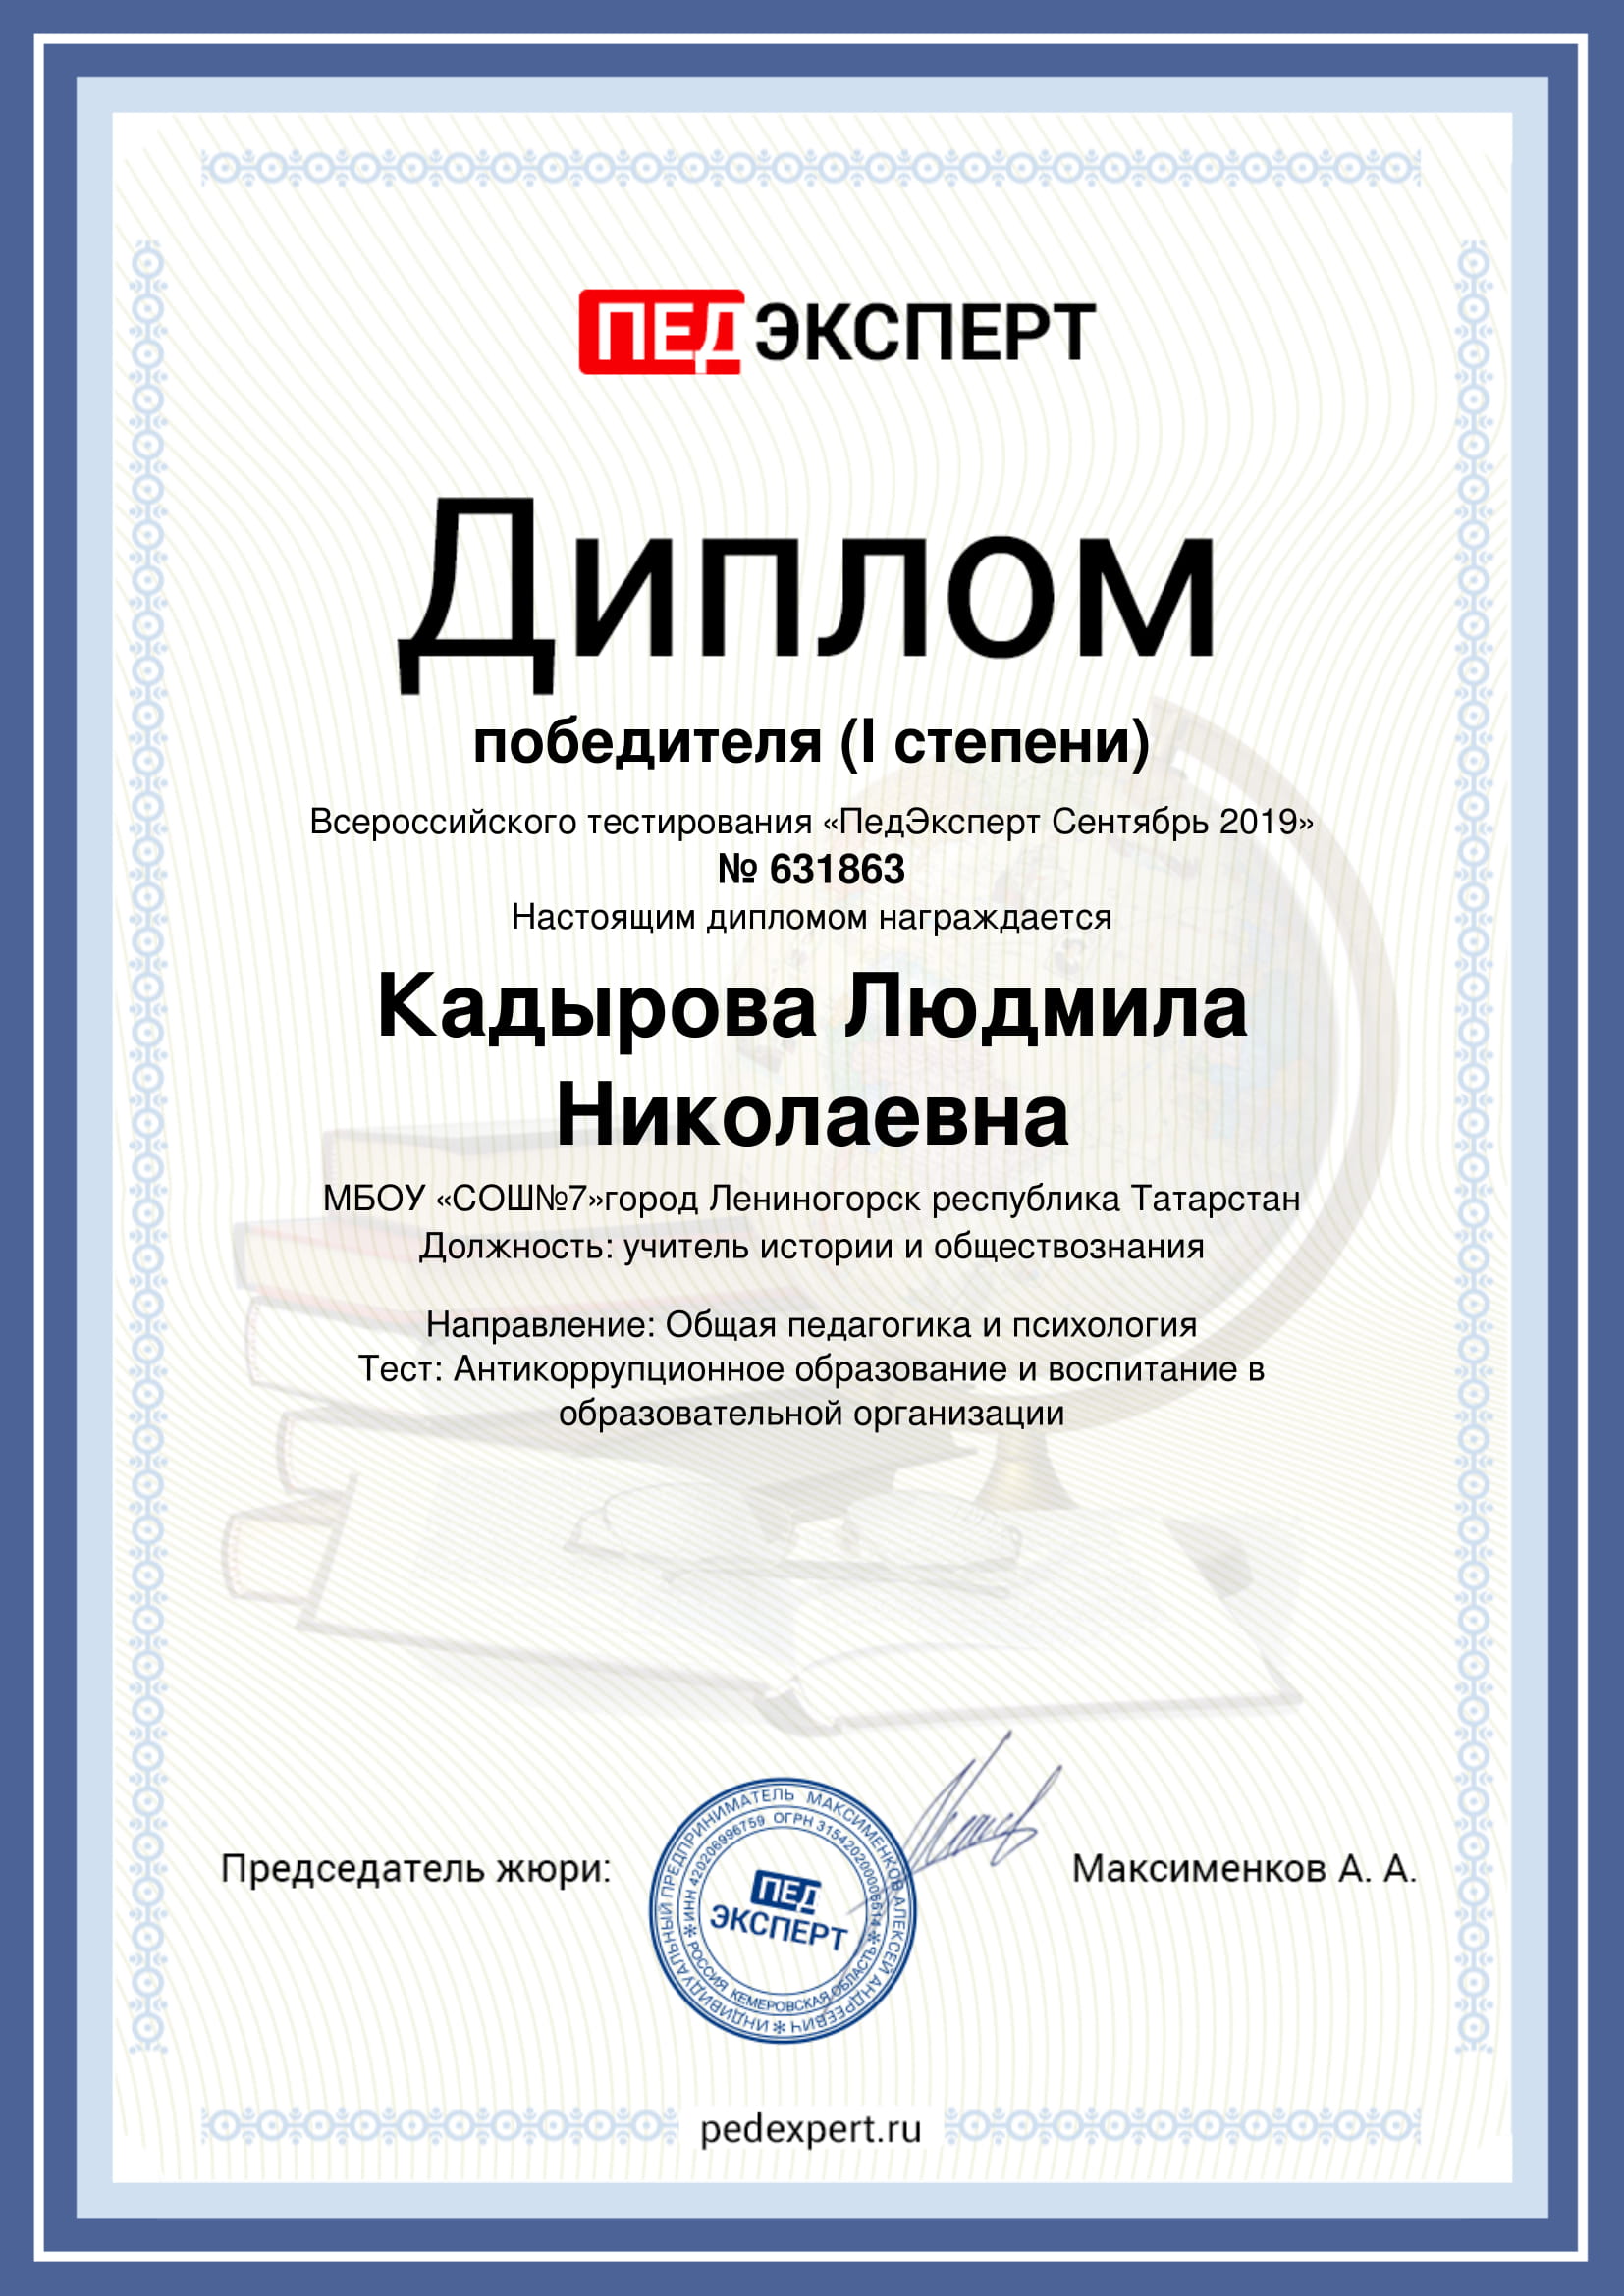 ПЕД ЭКСПЕРТ
Диплом
победителя (I степени)
Всероссийского тестирования «ПедЭксперт Сентябрь 2019»
№ 631863
Настоящим дипломом награждается
Кадырова Людмила
Николаевна
МБОУ «СОШ№7»город Лениногорск республика Татарстан
Должность: учитель истории и обществознания
Направление: Общая педагогика и психология
Тест: Антикоррупционное образование и воспитание в
образовательной организации
Председатель жюри:
ИНДИВИДУАЛЬНЫЙ ПРЕДПРИНИМАТЕЛЬ МАКСИМЕНКОВ АЛЕКСЕЙ АНДРЕЕВИЧ
ИНН 420206996759 ОГРН 315420200006614
РОССИЯ КЕМЕРОВСКАЯ ОБЛАСТЬ
ПЕД
ЭКСПЕРТ
Максименков А. А.
pedexpert.ru